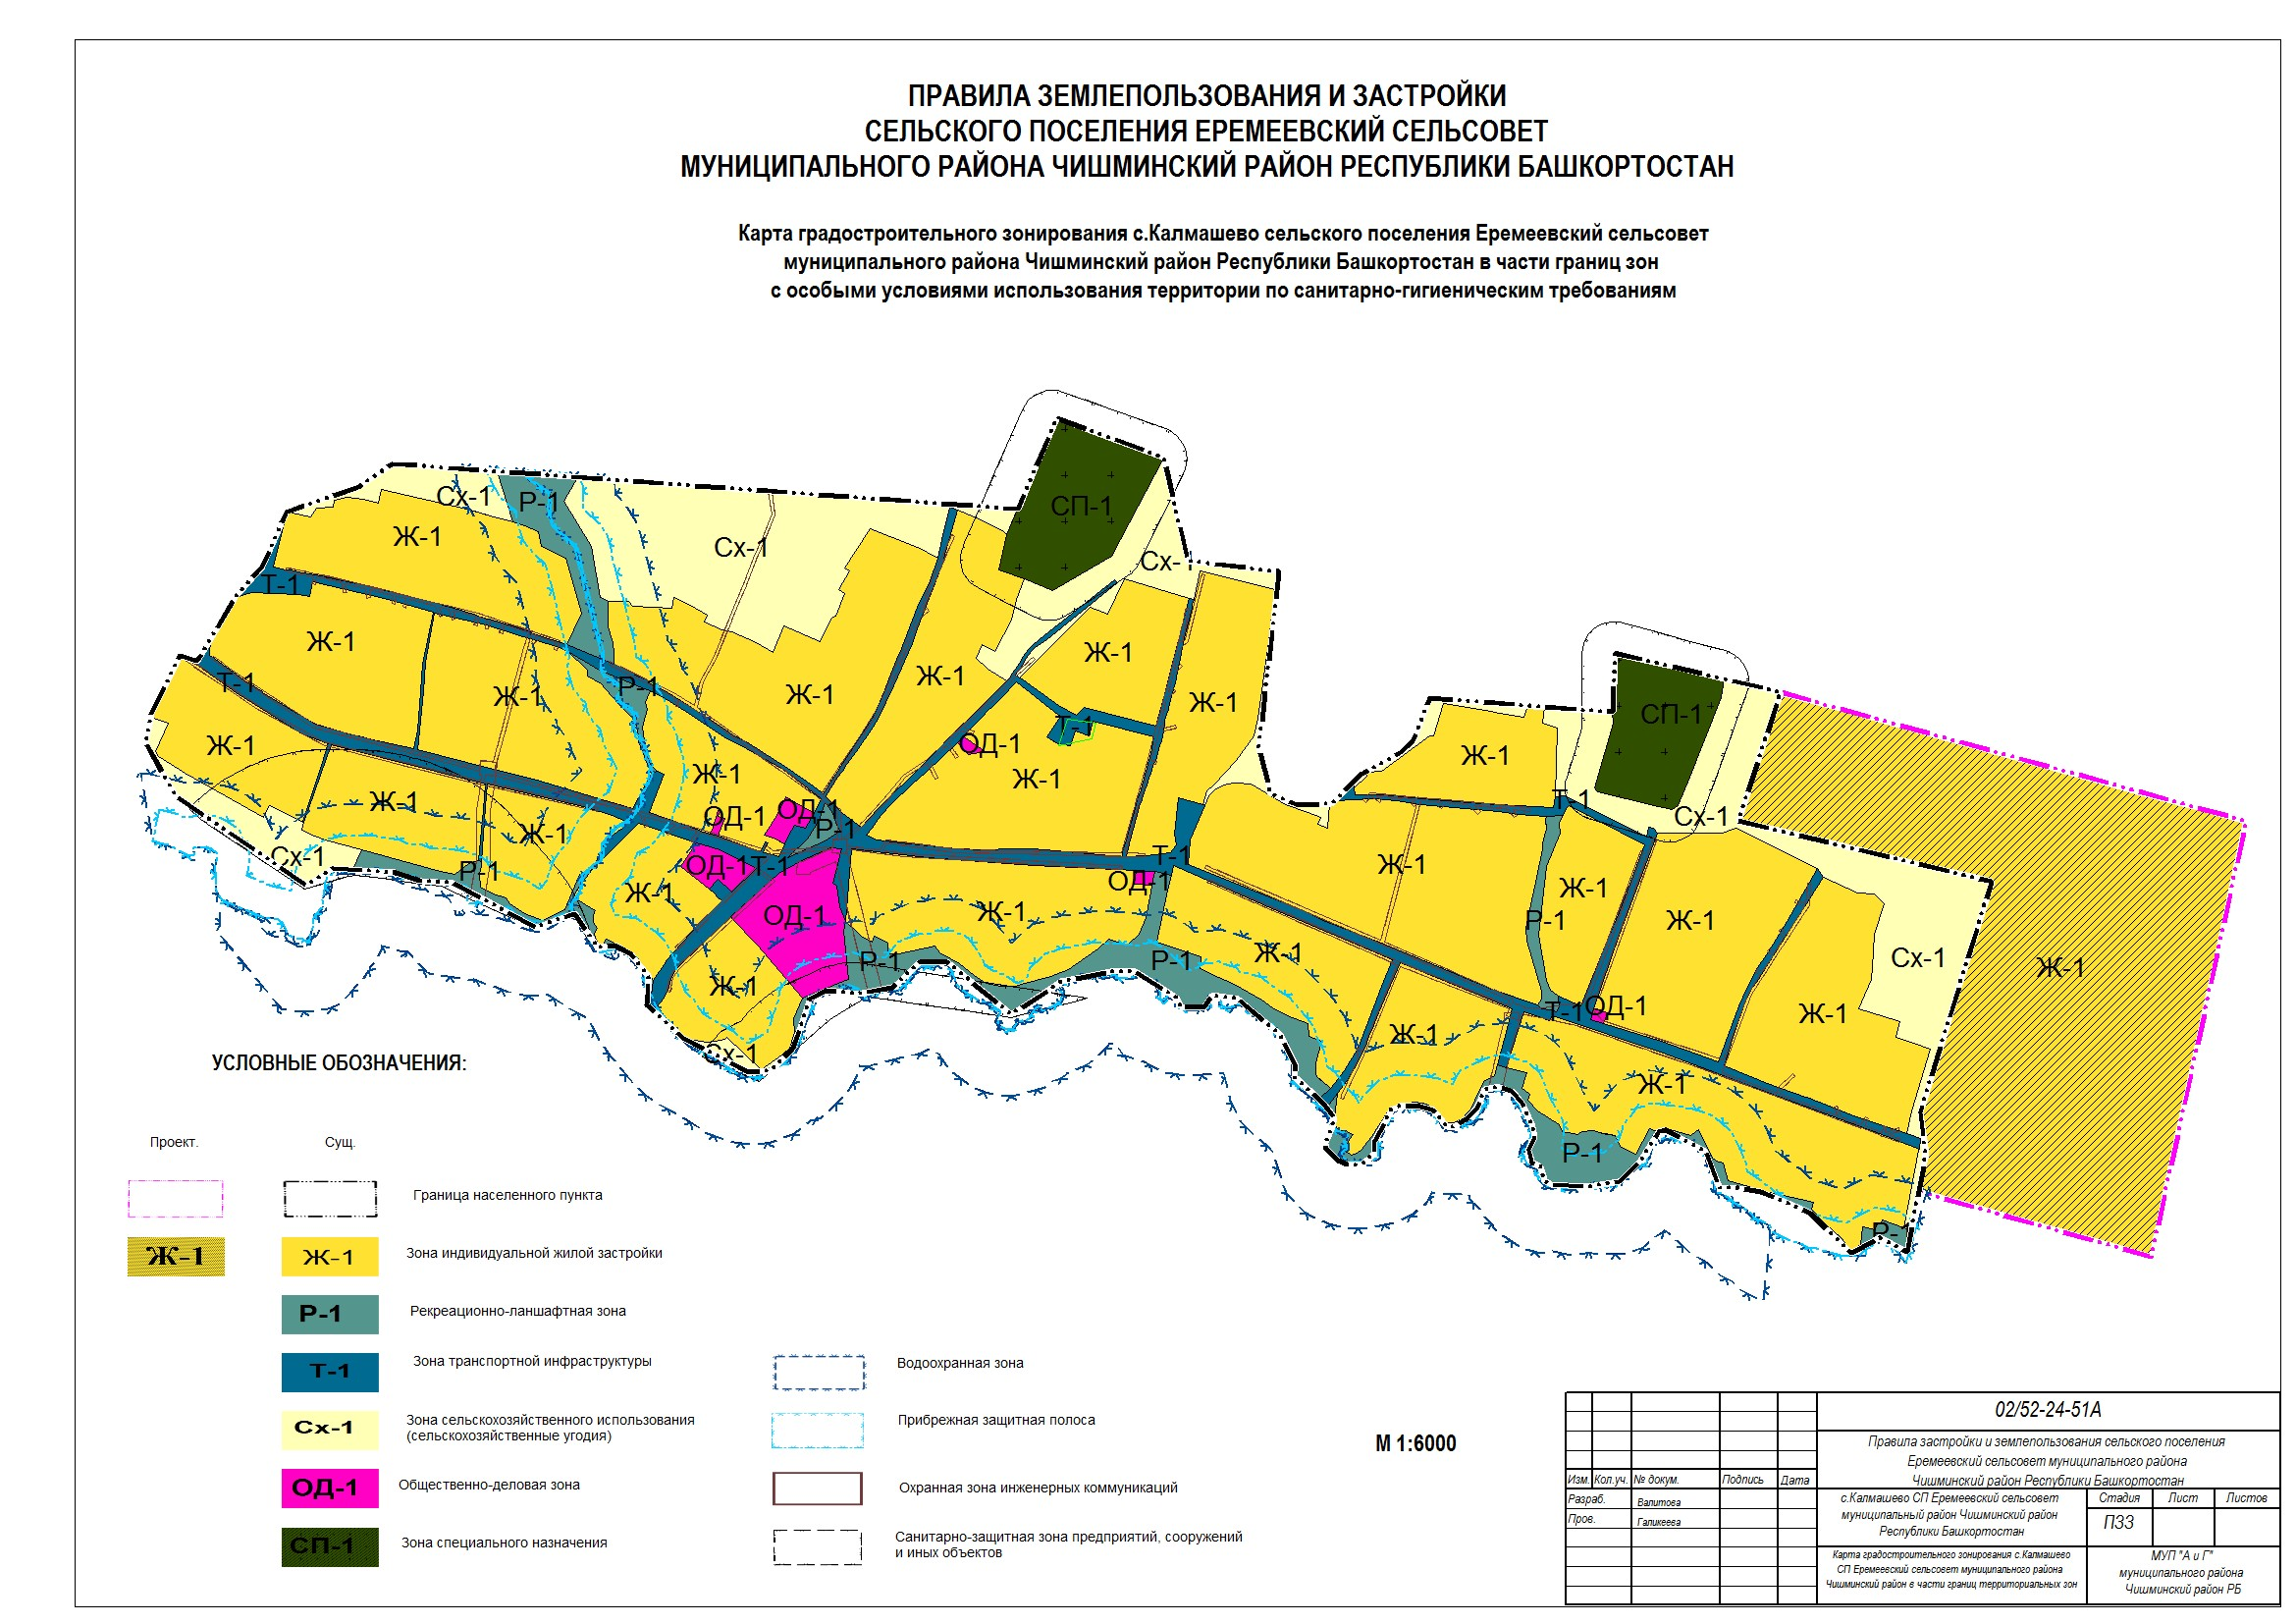 ПРАВИЛА ЗЕМЛЕПОЛЬЗОВАНИЯ И ЗАСТРОЙКИ
СЕЛЬСКОГО ПОСЕЛЕНИЯ ЕРЕМЕЕВСКИЙ СЕЛЬСОВЕТ
МУНИЦИПАЛЬНОГО РАЙОНА ЧИШМИНСКИЙ РАЙОН РЕСПУБЛИКИ БАШКОРТОСТАН
Карта градостроительного зонирования с.Калмашево сельского поселения Еремеевский сельсовет
муниципального района Чишминский район Республики Башкортостан в части границ зон
с особыми условиями использования территории по санитарно-гигиеническим требованиям
Сх-1
Р-1
СП-1
Ж-1
Сх-1
Сх-1
Т-1
Ж-1
Ж-1
Ж-1
Т-1
Р-1
Ж-1
Ж-1
Ж-1
Ж-1
СП-1
Т-1
Ж-1
ОД-1
Ж-1
Ж-1
Ж-1
Ж-1
Т-1
ОД-1
ОД-1
Сх-1
Р-1
Ж-1
Сх-1
Т-1
ОД-1
Т-1
Ж-1
Р-1
ОД-1
Ж-1
Ж-1
ОД-1
Ж-1
Р-1
Ж-1
Ж-1
Р-1
Р-1
Сх-1
Ж-1
Ж-1
Т-1
ОД-1
Ж-1
Ж-1
Сх-1
Ж-1
Р-1
Р-1
УСЛОВНЫЕ ОБОЗНАЧЕНИЯ:
Проект.
Сущ.
Граница населенного пункта
Ж-1
Ж-1
Зона индивидуальной жилой застройки
Р-1
Рекреационно-ланшафтная зона
Т-1
Зона транспортной инфраструктуры
Сх-1
Зона сельскохозяйственного использования
(сельскохозяйственные угодия)
ОД-1
Общественно-деловая зона
СП-1
Зона специального назначения
Водоохранная зона
Прибрежная защитная полоса
Охранная зона инженерных коммуникаций
Санитарно-защитная зона предприятий, сооружений
и иных объектов
М 1:6000
02/52-24-51А
Правила застройки и землепользования сельского поселения
Еремеевский сельсовет муниципального района
Чишминский район Республики Башкортостан
Изм. Кол.уч. № докум. Подпись Дата
Разраб. Валитова
Пров. Галикеева
с.Калмашево СП Еремеевский сельсовет
муниципальный район Чишминский район
Республики Башкортостан
Стадия Лист Листов
ПЗЗ
Карта градостроительного зонирования с.Калмашево
СП Еремеевский сельсовет муниципального района
Чишминский район в части границ территориальных зон
МУП "А и Г"
муниципального района
Чишминский район РБ